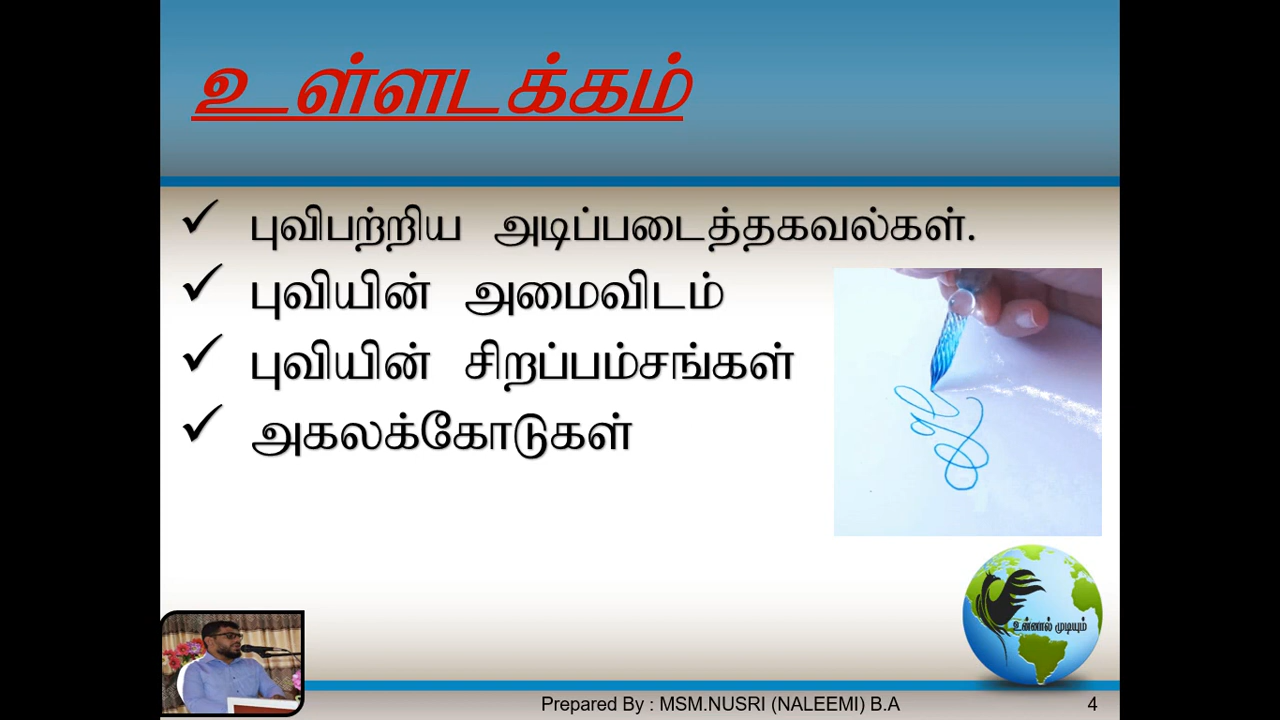 உள்ளடக்கம்
✓ புவிபற்றிய அடிப்படைத்தகவல்கள்.
✓ புவியின் அமைவிடம்
✓ புவியின் சிறப்பம்சங்கள்
✓ அகலக்கோடுகள்
உன்னால் முடியும்
Prepared By : MSM.NUSRI (NALEEMI) B.A
4